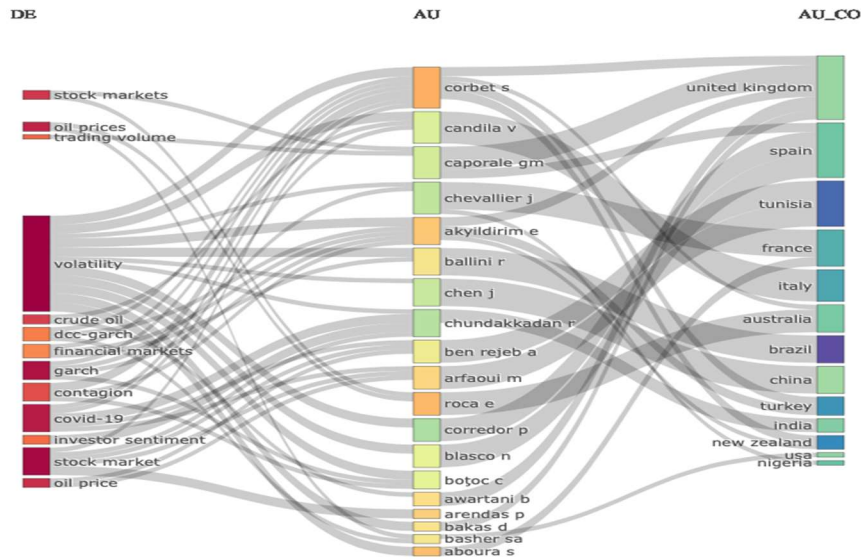 DE
AU
AU_CO
stock markets
oil prices
trading volume
volatility
crude oil
dcc-garch
financial markets
garch
contagion
covid-19
investor sentiment
stock market
oil price
corbet s
candila v
caporale gm
chevallier j
akyildirim e
ballini r
chen j
chundakkadan r
ben rejeb a
arfaoui m
roca e
corredor p
blasco n
boţoc c
awartani b
arendas p
bakas d
basher sa
aboura s
united kingdom
spain
tunisia
france
italy
australia
brazil
china
turkey
india
new zealand
usa
nigeria